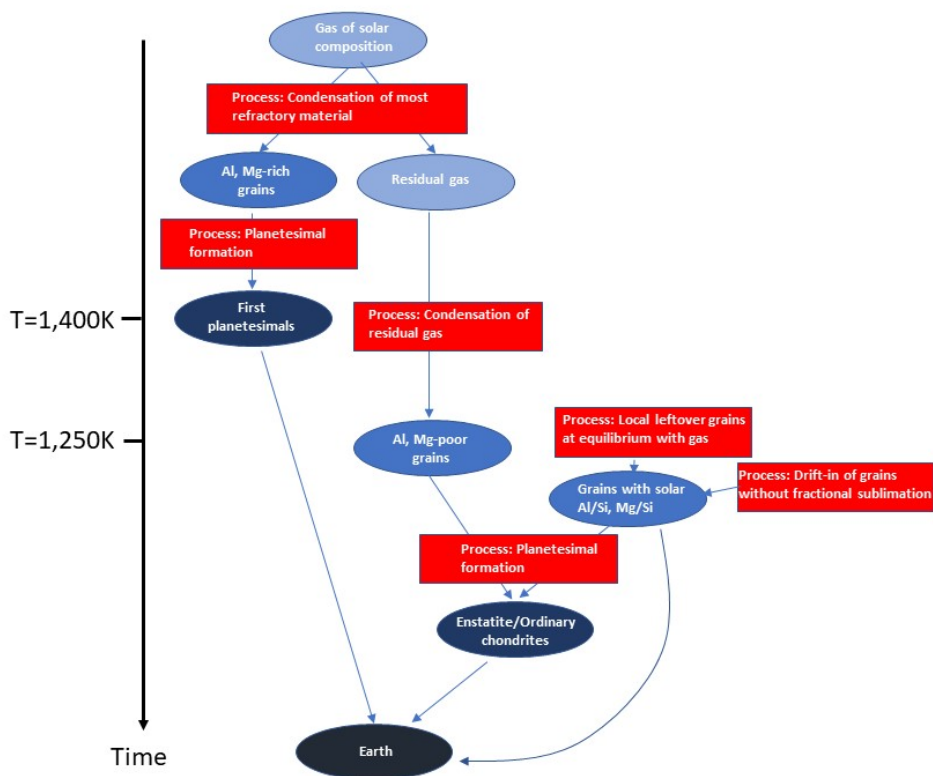 Gas of solar
composition
Process: Condensation of most
refractory material
Al, Mg-rich
grains
Residual gas
Process: Planetesimal
formation
T=1,400K
First
planetesimals
Process: Condensation of
residual gas
T=1,250K
Al, Mg-poor
grains
Process: Local leftover grains
at equilibrium with gas
Grains with solar
Al/Si, Mg/Si
Process: Drift-in of grains
without fractional sublimation
Process: Planetesimal
formation
Enstatite/Ordinary
chondrites
Earth
Time